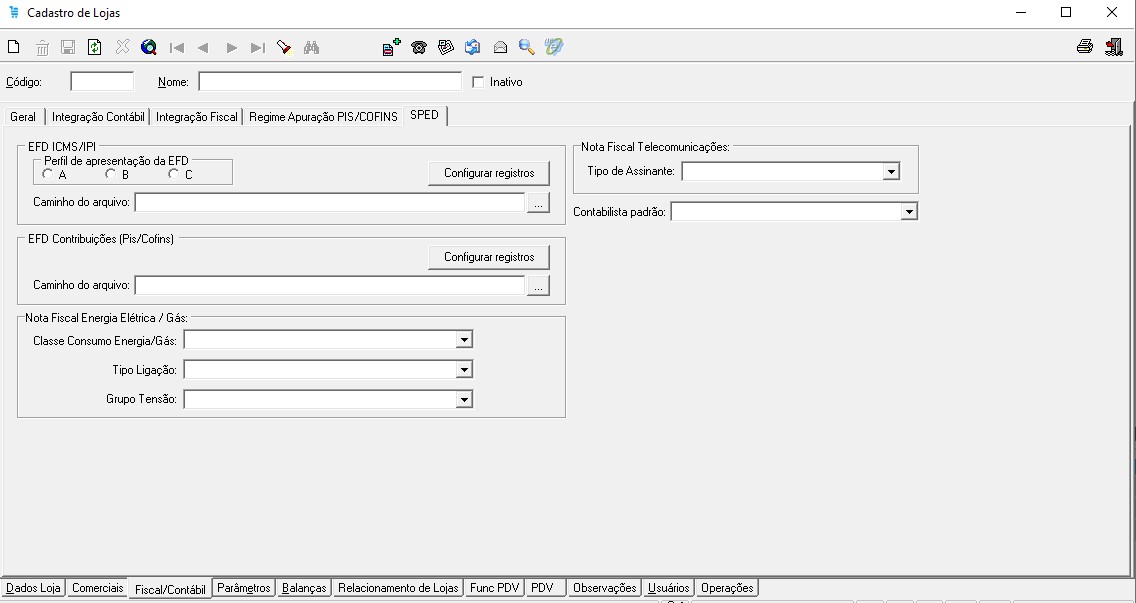 Cadastro de Lojas
Código: Nome: Inativo
Geral Integração Contábil Integração Fiscal Regime Apuração PIS/COFINS SPED
EFD ICMS/IPI
Perfil de apresentação da EFD
A B C
Configurar registros
Caminho do arquivo: ...
EFD Contribuições (Pis/Cofins)
Configurar registros
Caminho do arquivo: ...
Nota Fiscal Energia Elétrica / Gás:
Classe Consumo Energia/Gás:
Tipo Ligação:
Grupo Tensão:
Nota Fiscal Telecomunicações:
Tipo de Assinante:
Contabilista padrão:
Dados Loja Comerciais Fiscal/Contábil Parâmetros Balanças Relacionamento de Lojas Func PDV PDV Observações Usuários Operações